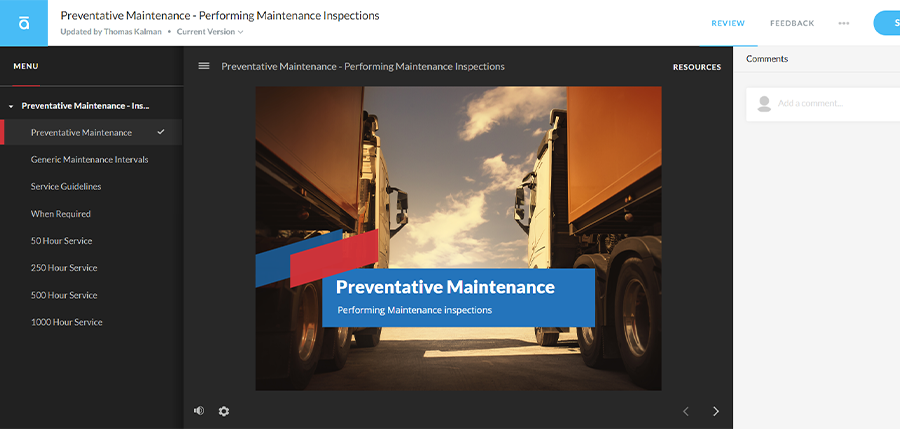 Preventative Maintenance - Performing Maintenance Inspections
Updated by Thomas Kalman • Current Version
REVIEW
FEEDBACK
MENU
Preventative Maintenance - Ins...
Preventative Maintenance
Generic Maintenance Intervals
Service Guidelines
When Required
50 Hour Service
250 Hour Service
500 Hour Service
1000 Hour Service
Preventative Maintenance - Performing Maintenance Inspections
RESOURCES
Preventative Maintenance
Performing Maintenance inspections
Comments
Add a comment...